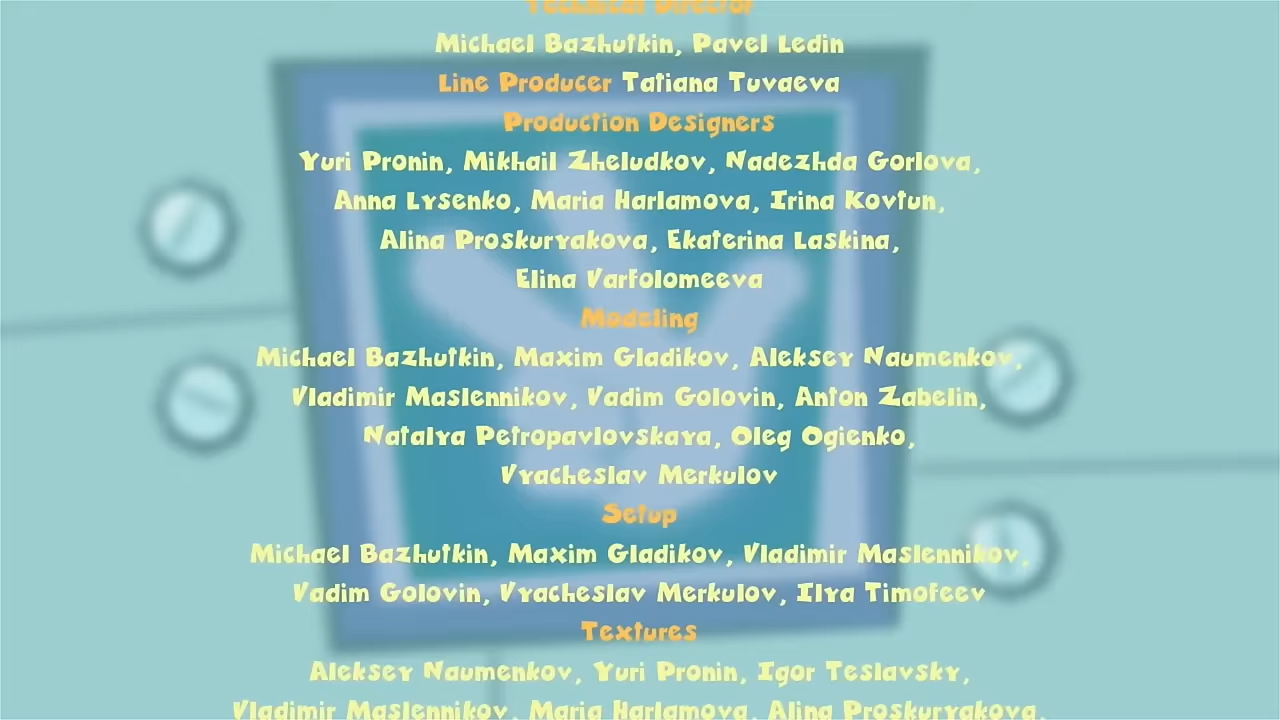 Technical Director
Michael Bazhutkin, Pavel Ledin
Line Producer Tatiana Tuvaeva
Production Designers
Yuri Pronin, Mikhail Zheludkov, Nadezhda Gorlova,
Anna Lysenko, Maria Harlamova, Irina Kovtun,
Alina Proskuryakova, Ekaterina Laskina,
Elina Varfolomeeva
Modeling
Michael Bazhutkin, Maxim Gladikov, Aleksey Naumenkov,
Vladimir Maslennikov, Vadim Golovin, Anton Zabelin,
Natalya Petropavlovskaya, Oleg Ogienko,
Vyacheslav Merkulov
Setup
Michael Bazhutkin, Maxim Gladikov, Vladimir Maslennikov,
Vadim Golovin, Vyacheslav Merkulov, Ilya Timofeev
Textures
Aleksey Naumenkov, Yuri Pronin, Igor Teslavsky,
Vladimir Maslennikov, Maria Harlamova, Alina Proskuryakova,